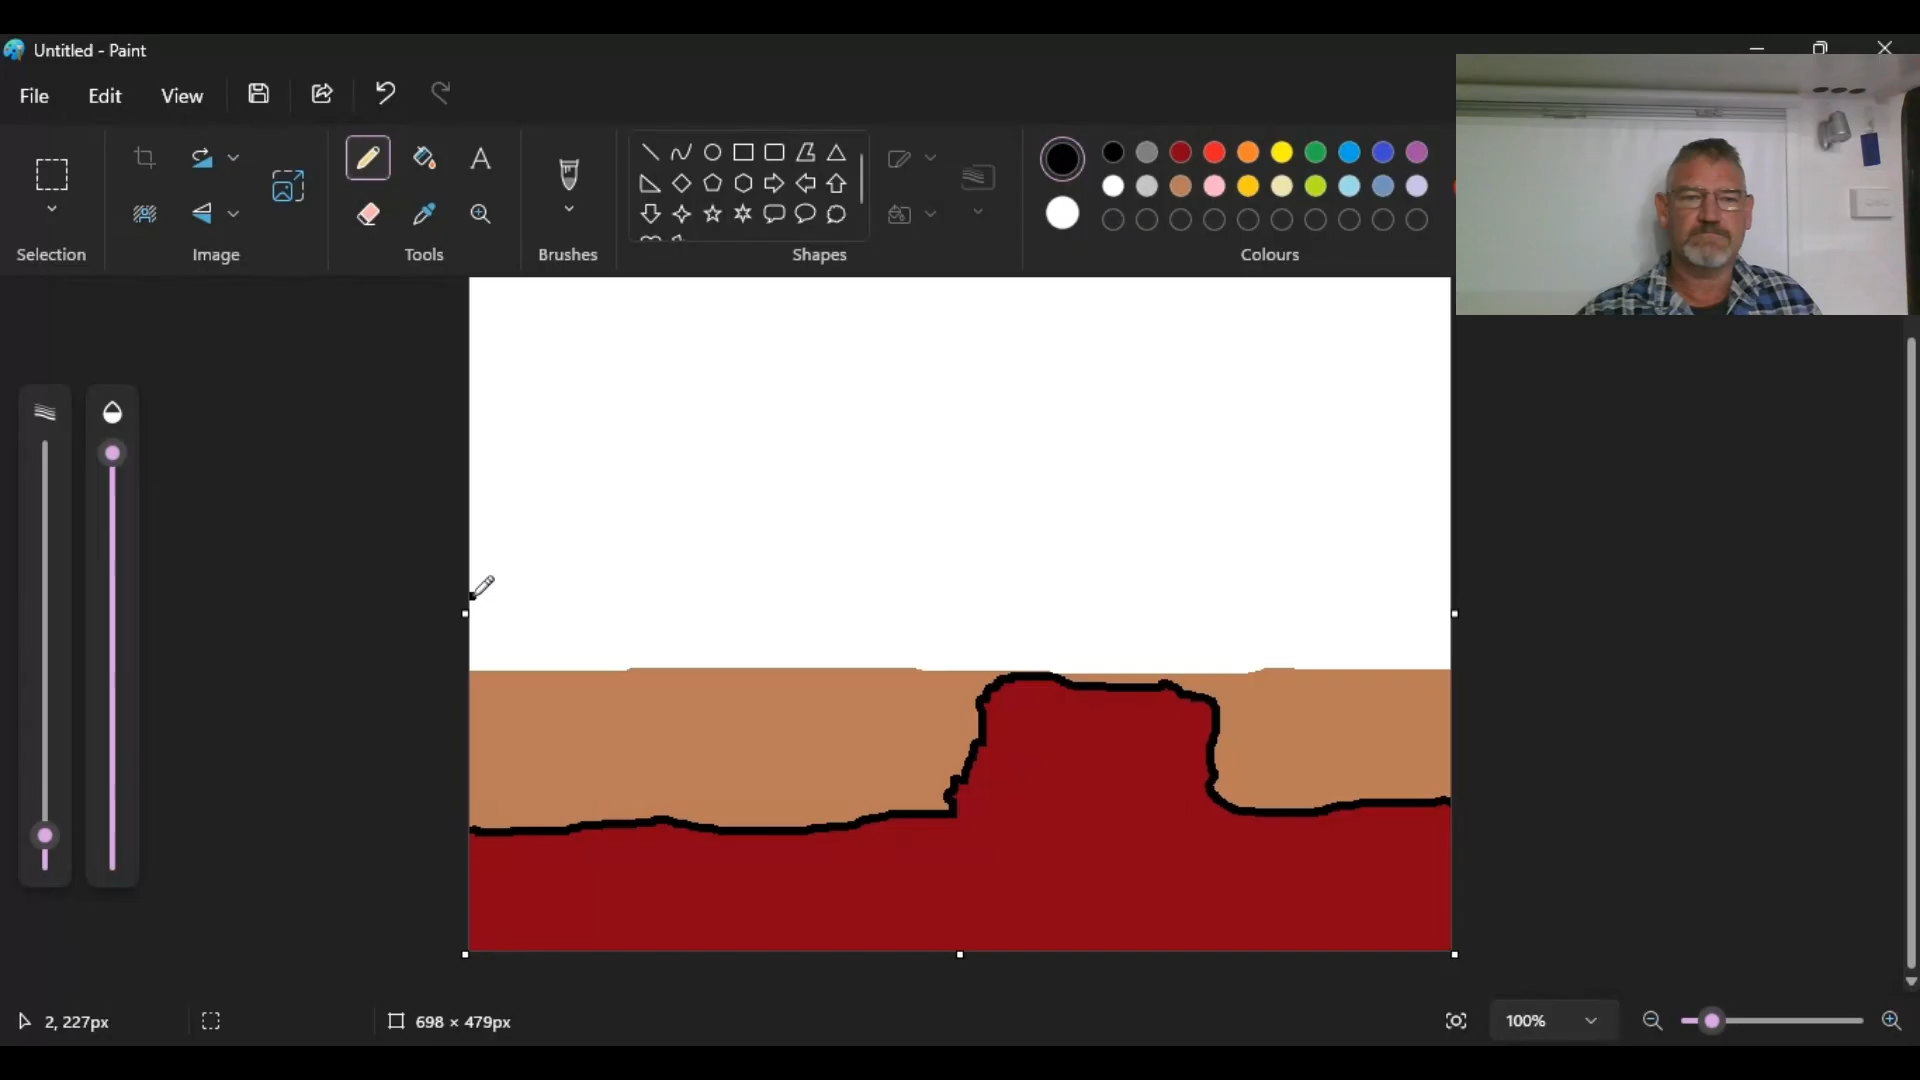 Untitled - Paint
File Edit View
Selection Image Tools Brushes Shapes Colours
2, 227px 698 × 479px 100%